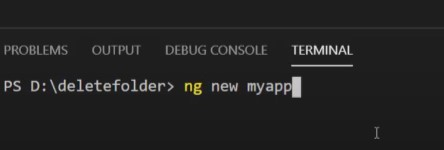 PROBLEMS OUTPUT DEBUG CONSOLE TERMINAL
PS D:\deletefolder> ng new myapp